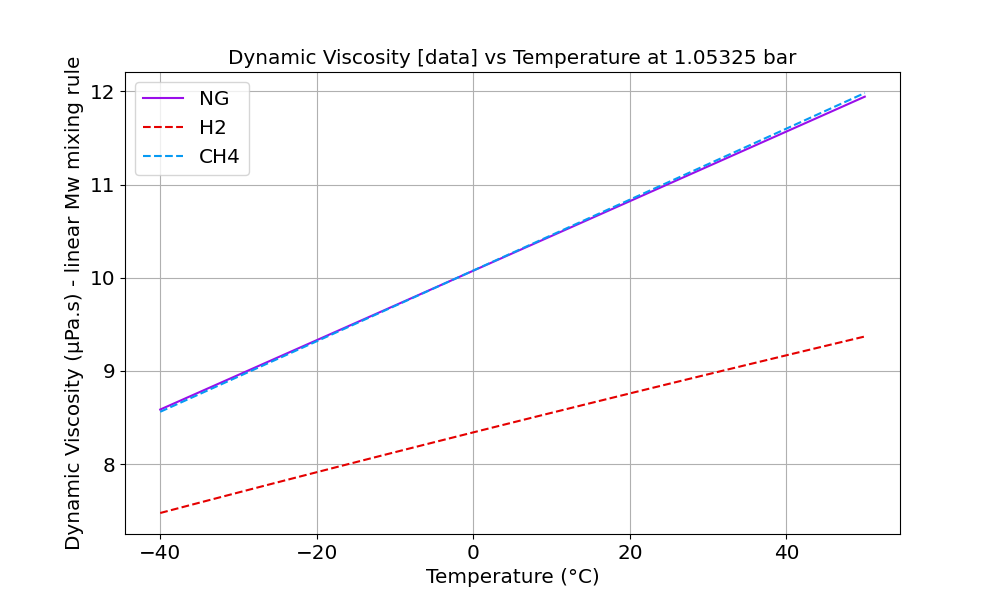 Dynamic Viscosity [data] vs Temperature at 1.05325 bar
Dynamic Viscosity (μPa.s) - linear Mw mixing rule
12
11
10
9
8
NG
H2
CH4
−40
−20
0
20
40
Temperature (°C)